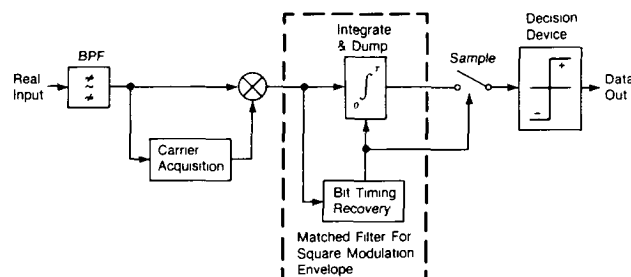 Real
Input
BPF
Carrier
Acquisition
Integrate
& Dump
∫
T
0
Bit Timing
Recovery
Matched Filter For
Square Modulation
Envelope
Sample
Decision
Device
+
−
Data
Out